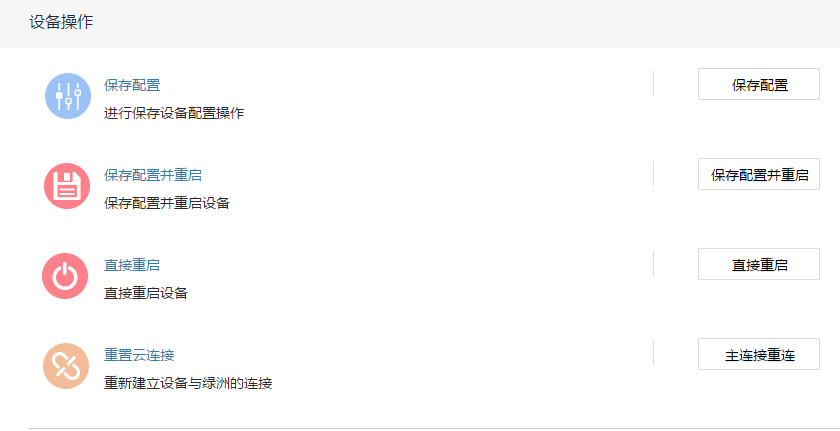 设备操作
保存配置
保存配置
进行保存设备配置操作
保存配置并重启
保存配置并重启
保存配置并重启设备
直接重启
直接重启
直接重启设备
重置云连接
主连接重连
重新建立设备与绿洲的连接